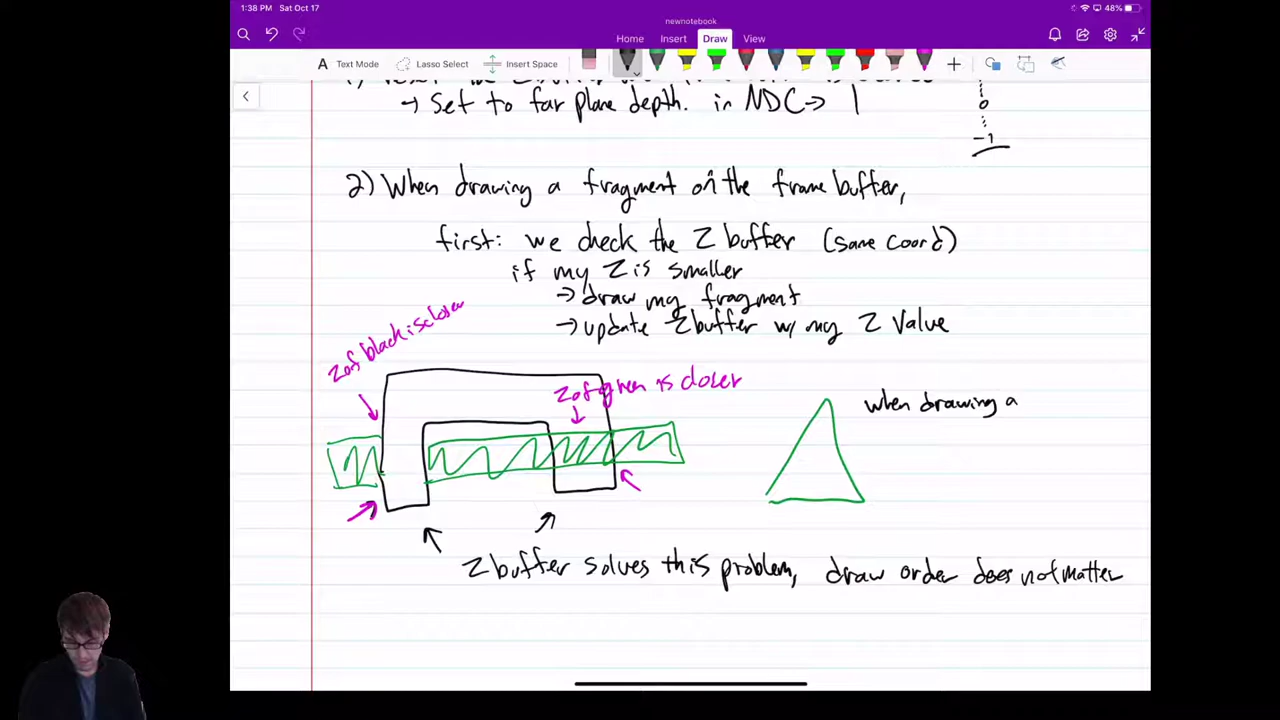 1:38 PM Sat Oct 17
48%
newnotebook
Home Insert Draw View
Text Mode Lasso Select Insert Space
→ Set to far plane depth. in NDC → 1
0
-1
2) When drawing a fragment on the frame buffer,
first: we check the Z buffer (same coord)
if my Z is smaller
→ draw my fragment
→ update Zbuffer w/ my Z value
Z of black is closer
Z of green is closer
when drawing a
Zbuffer solves this problem, draw order does not matter